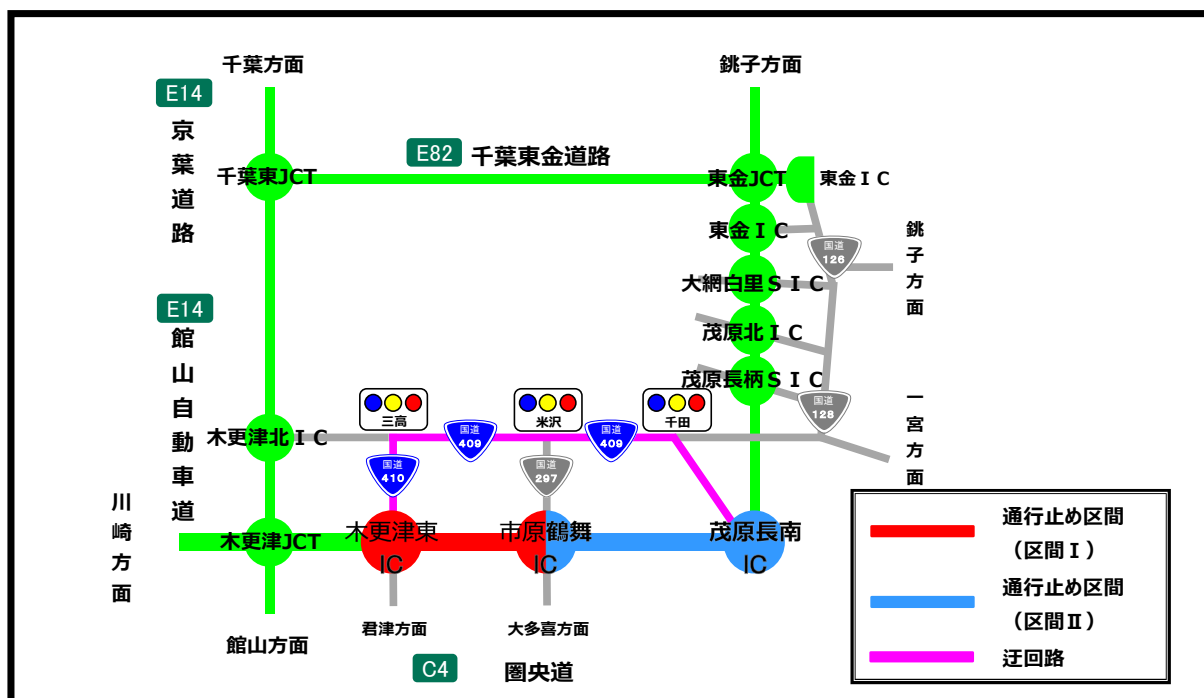 千葉方面
銚子方面
E14
京葉道路
E82 千葉東金道路
千葉東JCT
東金JCT
東金ＩＣ
東金ＩＣ
国道
126
銚子方面
大網白里ＳＩＣ
E14
館山自動車道
茂原北ＩＣ
茂原長柄ＳＩＣ
国道
128
一宮方面
三高
米沢
千田
木更津北ＩＣ
国道
409
国道
409
国道
410
国道
297
川崎方面
木更津JCT
木更津東
IC
市原鶴舞
IC
茂原長南
IC
館山方面
君津方面
大多喜方面
C4 圏央道
通行止め区間
（区間Ⅰ）
通行止め区間
（区間Ⅱ）
迂回路